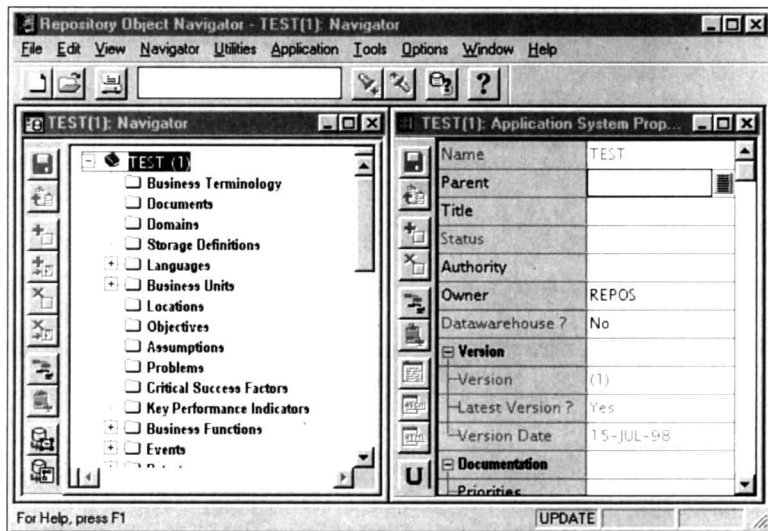 Repository Object Navigator - TEST(1): Navigator
File Edit View Navigator Utilities Application Tools Options Window Help
TEST(1): Navigator
TEST (1)
Business Terminology
Documents
Domains
Storage Definitions
Languages
Business Units
Locations
Objectives
Assumptions
Problems
Critical Success Factors
Key Performance Indicators
Business Functions
Events
TEST(1): Application System Prop...
Name TEST
Parent
Title
Status
Authority
Owner REPOS
Datawarehouse ? No
Version
Version (1)
Latest Version ? Yes
Version Date 15-JUL-98
Documentation
Priorities
U
For Help, press F1
UPDATE